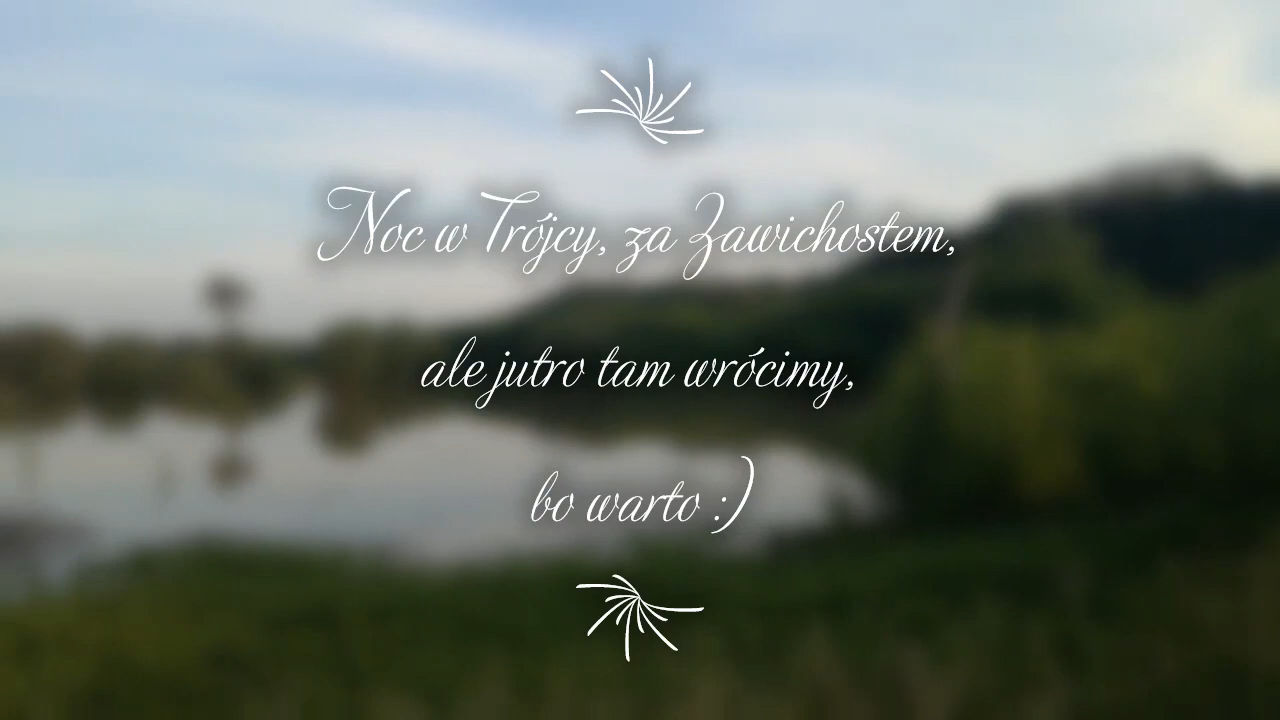 Noc w Trójcy, za Zawichostem,
ale jutro tam wrócimy,
bo warto :)